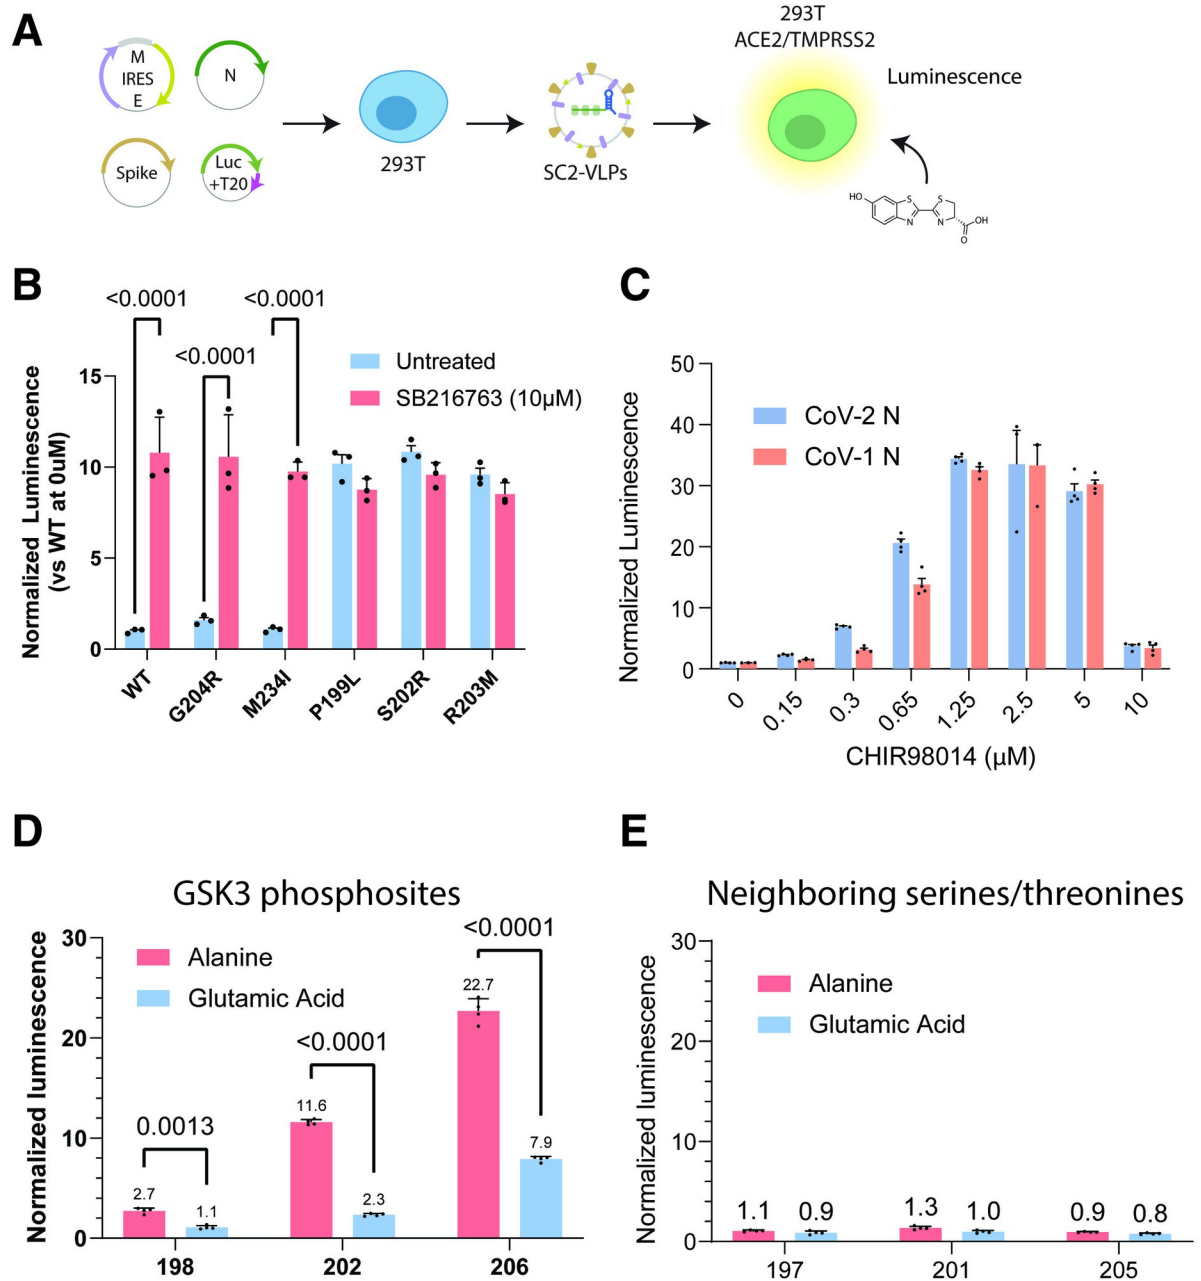 A
M
IRES
E
N
Spike
Luc
+T20
293T
SC2-VLPs
293T
ACE2/TMPRSS2
Luminescence
HO
S
N
S
N
OH
O
B
<0.0001
<0.0001
<0.0001
Untreated
SB216763 (10µM)
Normalized Luminescence
(vs WT at 0uM)
15
10
5
0
WT
G204R
M234I
P199L
S202R
R203M
C
CoV-2 N
CoV-1 N
Normalized Luminescence
50
40
30
20
10
0
0
0.15
0.3
0.65
1.25
2.5
5
10
CHIR98014 (µM)
D
GSK3 phosphosites
Alanine
Glutamic Acid
Normalized luminescence
30
20
10
0
0.0013
<0.0001
<0.0001
2.7
1.1
11.6
2.3
22.7
7.9
198
202
206
E
Neighboring serines/threonines
Alanine
Glutamic Acid
Normalized luminescence
30
20
10
0
1.1
0.9
1.3
1.0
0.9
0.8
197
201
205